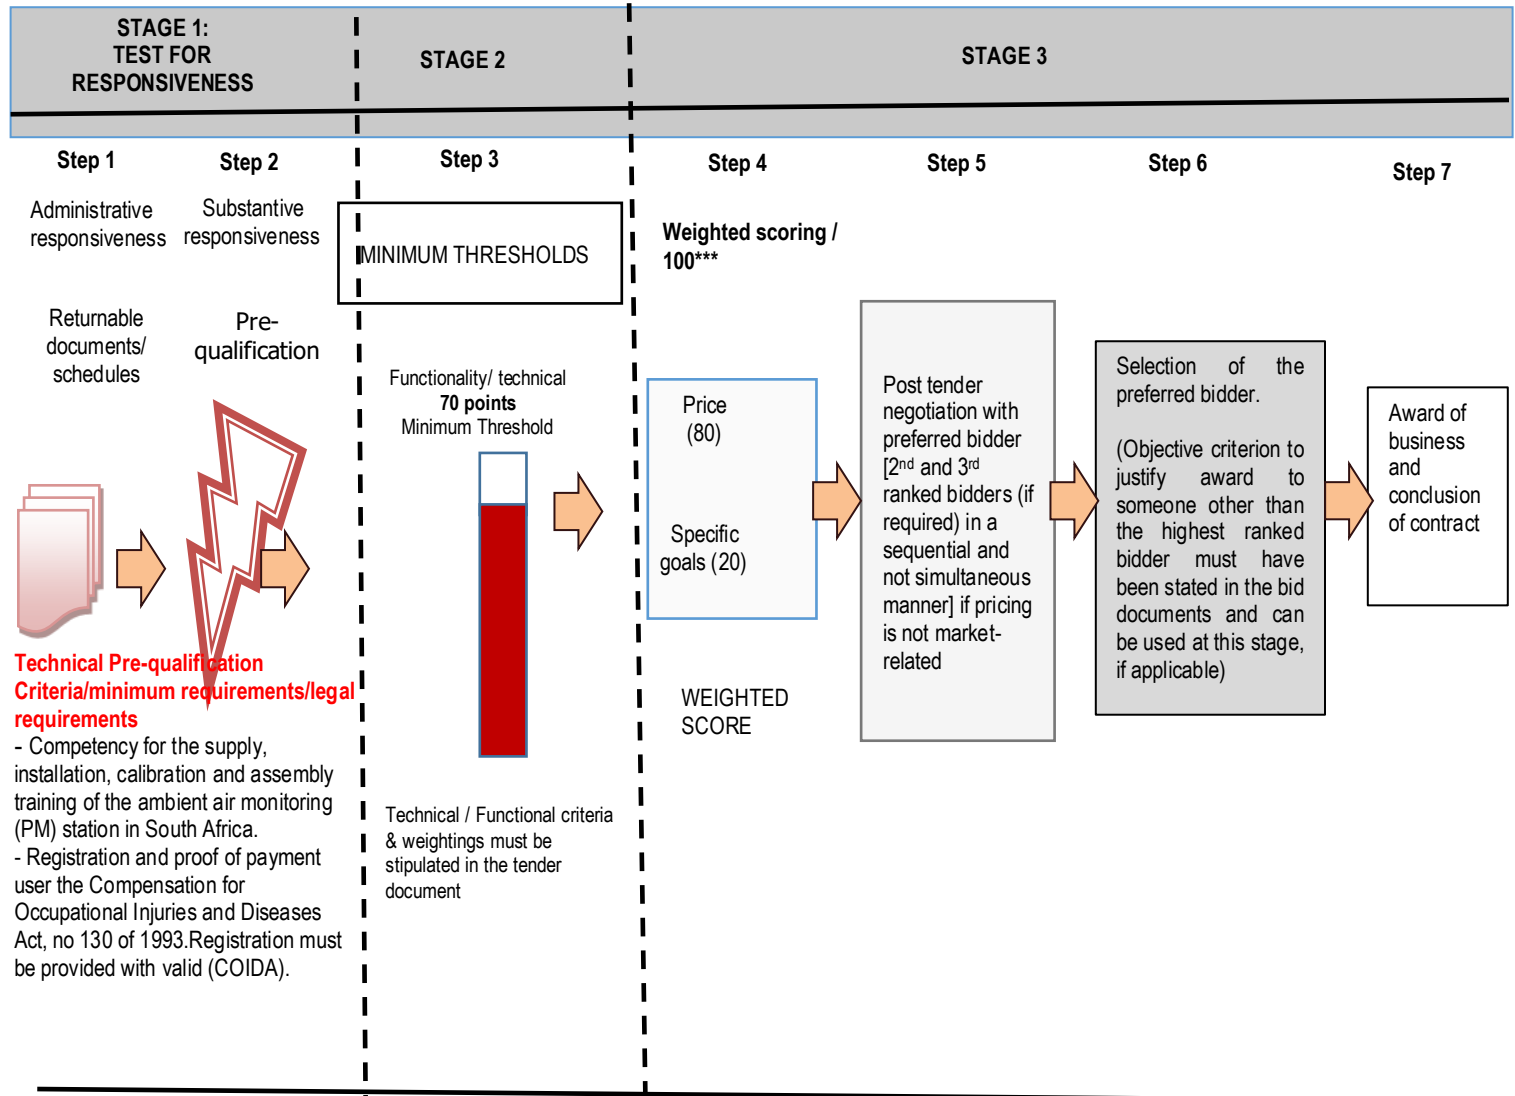 STAGE 1:
TEST FOR
RESPONSIVENESS
STAGE 2
STAGE 3
Step 1
Step 2
Step 3
Step 4
Step 5
Step 6
Step 7
Administrative
responsiveness
Substantive
responsiveness
MINIMUM THRESHOLDS
Weighted scoring /
100***
Returnable
documents/
schedules
Pre-
qualification
Functionality/ technical
70 points
Minimum Threshold
Price
(80)
Specific
goals (20)
WEIGHTED
SCORE
Post tender
negotiation with
preferred bidder
[2nd and 3rd
ranked bidders (if
required) in a
sequential and
not simultaneous
manner] if pricing
is not market-
related
Selection of the
preferred bidder.
(Objective criterion to
justify award to
someone other than
the highest ranked
bidder must have
been stated in the bid
documents and can
be used at this stage,
if applicable)
Award of
business
and
conclusion
of contract
Technical Pre-qualification
Criteria/minimum requirements/legal
requirements
- Competency for the supply,
installation, calibration and assembly
training of the ambient air monitoring
(PM) station in South Africa.
- Registration and proof of payment
user the Compensation for
Occupational Injuries and Diseases
Act, no 130 of 1993.Registration must
be provided with valid (COIDA).
Technical / Functional criteria
& weightings must be
stipulated in the tender
document